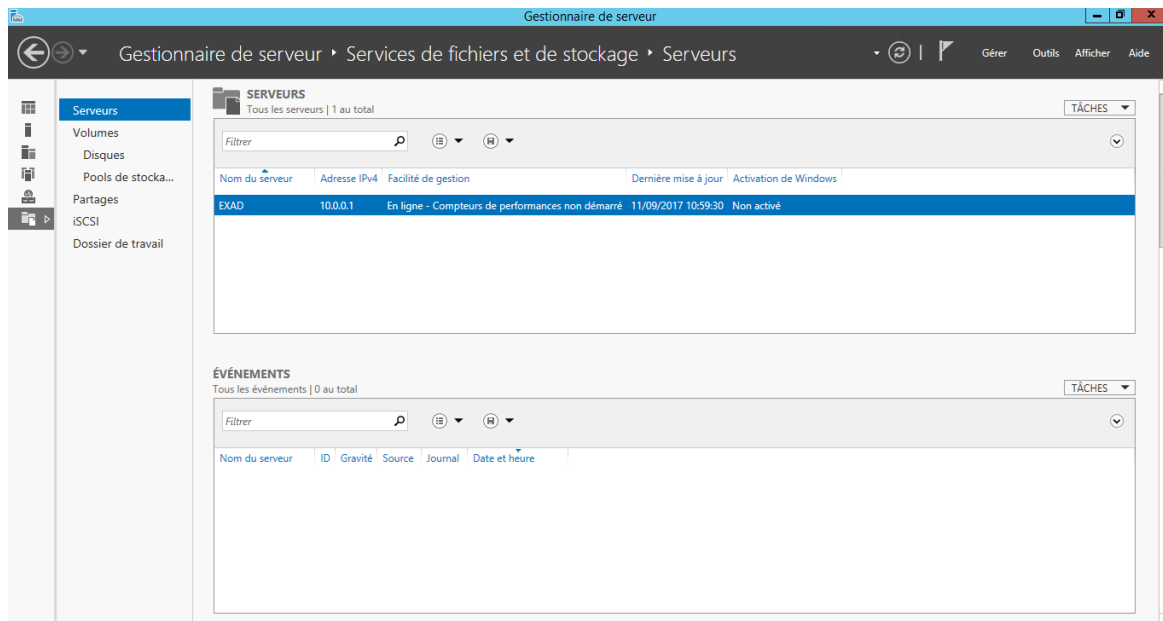 Gestionnaire de serveur
Gestionnaire de serveur ‣ Services de fichiers et de stockage ‣ Serveurs
Gérer Outils Afficher Aide
Serveurs
Volumes
Disques
Pools de stocka...
Partages
iSCSI
Dossier de travail
SERVEURS
Tous les serveurs | 1 au total
TÂCHES
Filtrer
Nom du serveur Adresse IPv4 Facilité de gestion Dernière mise à jour Activation de Windows
EXAD 10.0.0.1 En ligne - Compteurs de performances non démarré 11/09/2017 10:59:30 Non activé
ÉVÉNEMENTS
Tous les événements | 0 au total
TÂCHES
Filtrer
Nom du serveur ID Gravité Source Journal Date et heure